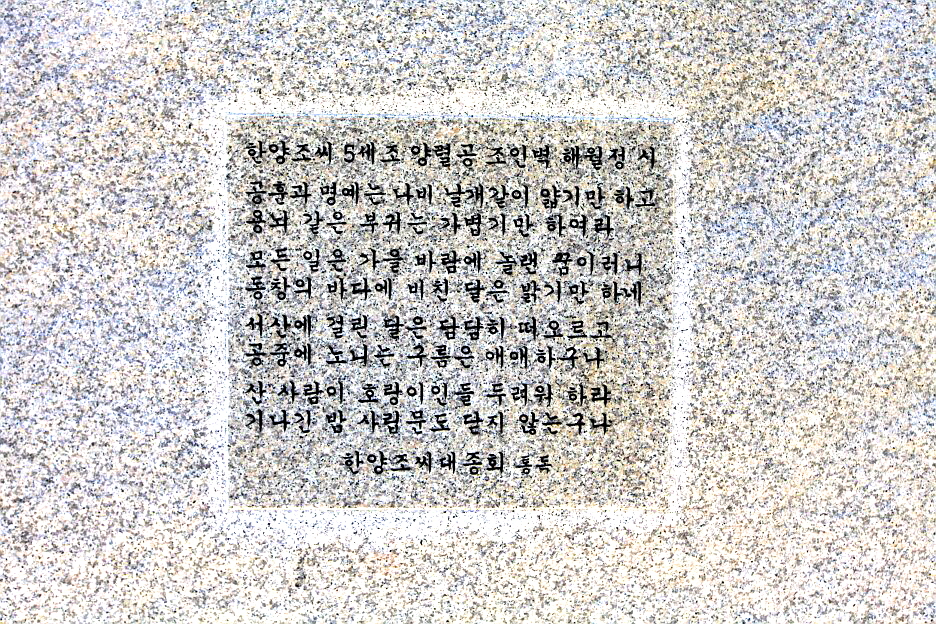 한양조씨 5세조 양렬공 조인벽 해월정 시
공훈과 명예는 나비 날개같이 얇기만 하고
용뇌 같은 부귀는 가볍기만 하여라
모든 일은 가을 바람에 놀랜 꿈이러니
동창의 바다에 비친 달은 밝기만 하네
서산에 걸린 달은 담담히 떠오르고
공중에 노니는 구름은 애매하구나
산 사람이 호랑이인들 두려워 하랴
기나긴 밤 사립문도 닫지 않는구나
한양조씨대종회